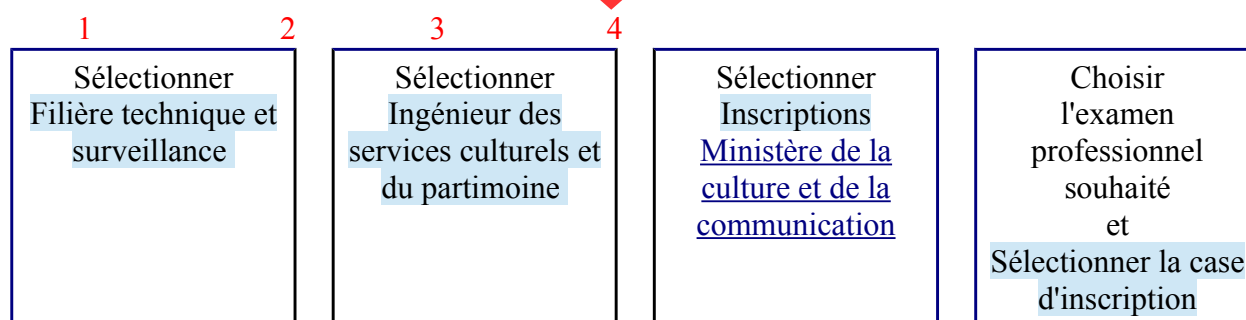 1 2 3 4
Sélectionner
Filière technique et
surveillance
Sélectionner
Ingénieur des
services culturels et
du partimoine
Sélectionner
Inscriptions
Ministère de la
culture et de la
communication
Choisir
l'examen
professionnel
souhaité
et
Sélectionner la case
d'inscription